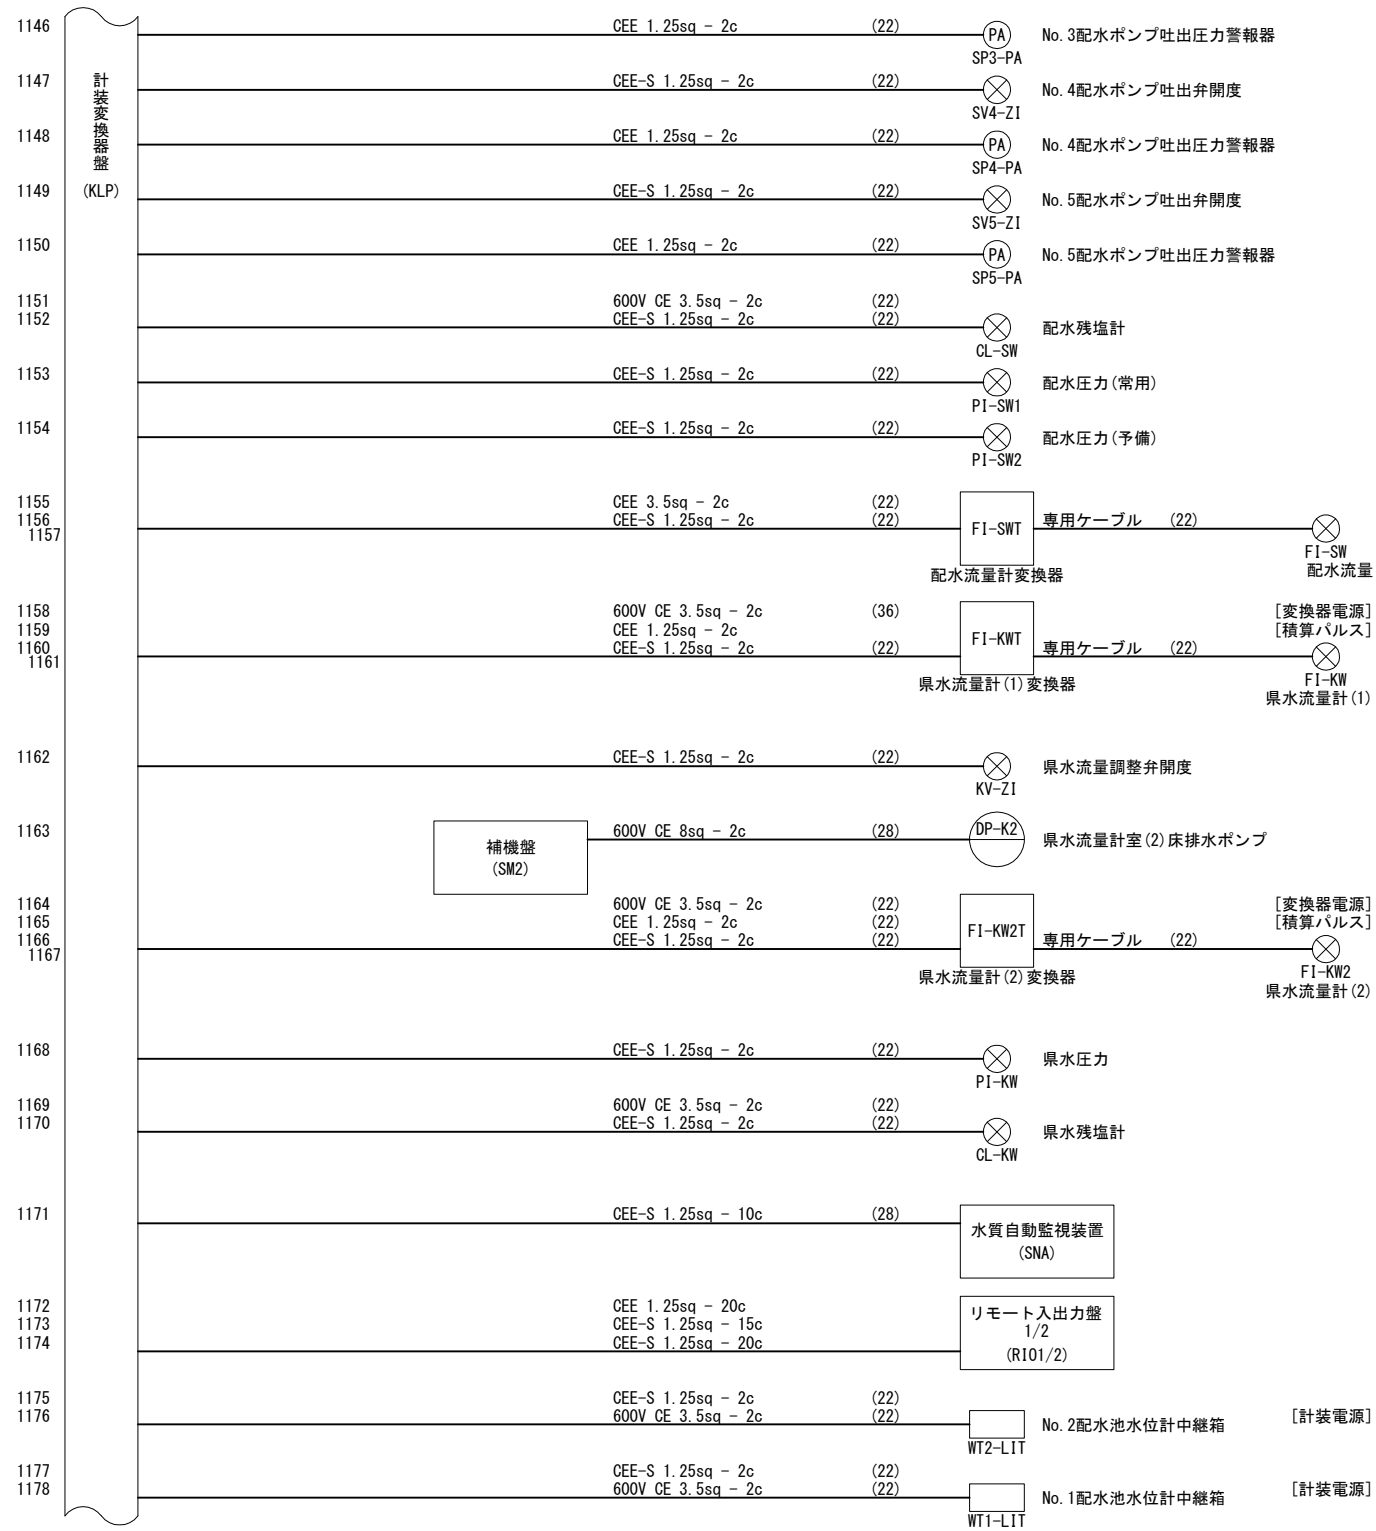 1146 CEE 1.25sq - 2c (22) PA No.3配水ポンプ吐出圧力警報器
SP3-PA
1147 CEE-S 1.25sq - 2c (22) No.4配水ポンプ吐出弁開度
SV4-ZI
計装変換器盤
(KLP)
1148 CEE 1.25sq - 2c (22) PA No.4配水ポンプ吐出圧力警報器
SP4-PA
1149 CEE-S 1.25sq - 2c (22) No.5配水ポンプ吐出弁開度
SV5-ZI
1150 CEE 1.25sq - 2c (22) PA No.5配水ポンプ吐出圧力警報器
SP5-PA
1151 600V CE 3.5sq - 2c (22)
1152 CEE-S 1.25sq - 2c (22) 配水残塩計
CL-SW
1153 CEE-S 1.25sq - 2c (22) 配水圧力(常用)
PI-SW1
1154 CEE-S 1.25sq - 2c (22) 配水圧力(予備)
PI-SW2
1155 CEE 3.5sq - 2c (22)
1156 CEE-S 1.25sq - 2c (22) FI-SWT 専用ケーブル (22)
1157
FI-SW
配水流量計変換器 配水流量
1158 600V CE 3.5sq - 2c (36) [変換器電源]
1159 CEE 1.25sq - 2c FI-KWT [積算パルス]
1160 CEE-S 1.25sq - 2c (22) 専用ケーブル (22)
1161
FI-KW
県水流量計(1)変換器 県水流量計(1)
1162 CEE-S 1.25sq - 2c (22) 県水流量調整弁開度
KV-ZI
1163 600V CE 8sq - 2c (28) DP-K2 県水流量計室(2)床排水ポンプ
補機盤
(SM2)
1164 600V CE 3.5sq - 2c (22) [変換器電源]
1165 CEE 1.25sq - 2c (22) FI-KW2T [積算パルス]
1166 CEE-S 1.25sq - 2c (22) 専用ケーブル (22)
1167
FI-KW2
県水流量計(2)変換器 県水流量計(2)
1168 CEE-S 1.25sq - 2c (22) 県水圧力
PI-KW
1169 600V CE 3.5sq - 2c (22)
1170 CEE-S 1.25sq - 2c (22) 県水残塩計
CL-KW
1171 CEE-S 1.25sq - 10c (28) 水質自動監視装置
(SNA)
1172 CEE 1.25sq - 20c リモート入出力盤
1173 CEE-S 1.25sq - 15c 1/2
1174 CEE-S 1.25sq - 20c (RIO1/2)
1175 CEE-S 1.25sq - 2c (22)
1176 600V CE 3.5sq - 2c (22) No.2配水池水位計中継箱 [計装電源]
WT2-LIT
1177 CEE-S 1.25sq - 2c (22)
1178 600V CE 3.5sq - 2c (22) No.1配水池水位計中継箱 [計装電源]
WT1-LIT